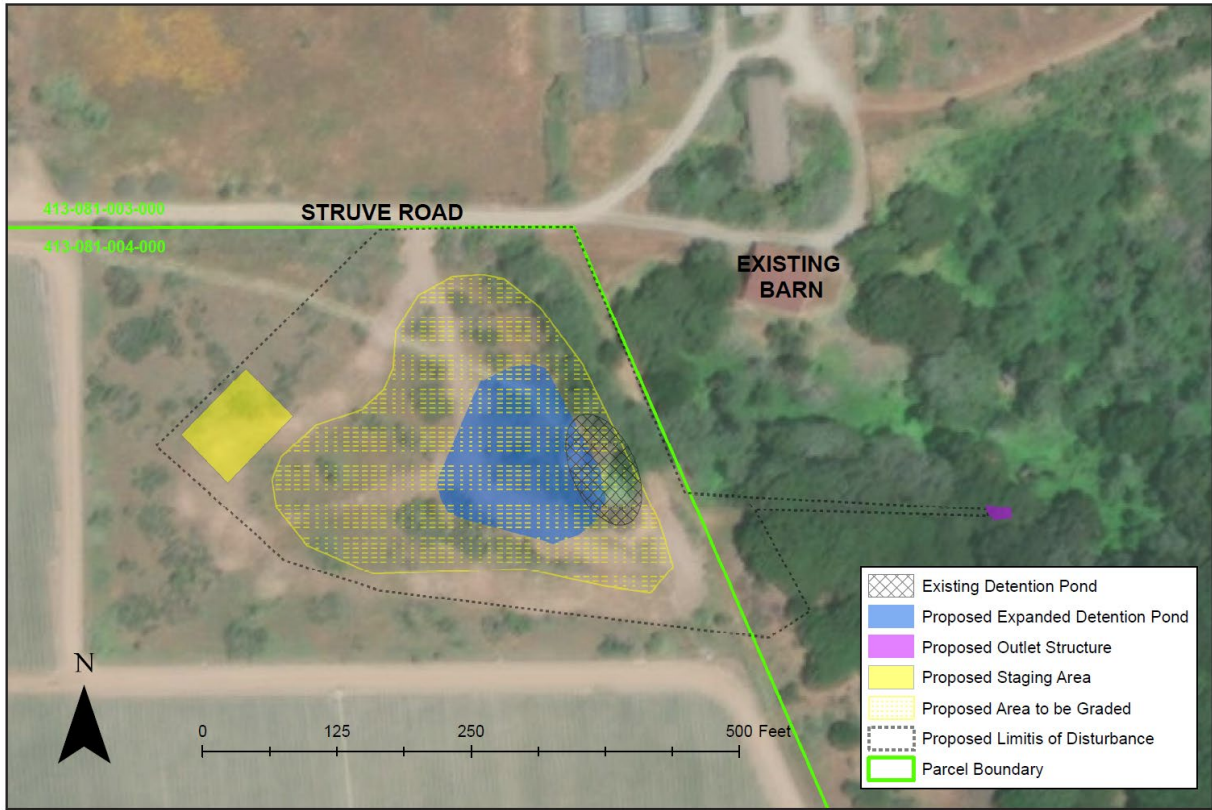 413-081-003-000
STRUVE ROAD
413-081-004-000
EXISTING
BARN
N
0 125 250 500 Feet
Existing Detention Pond
Proposed Expanded Detention Pond
Proposed Outlet Structure
Proposed Staging Area
Proposed Area to be Graded
Proposed Limitis of Disturbance
Parcel Boundary